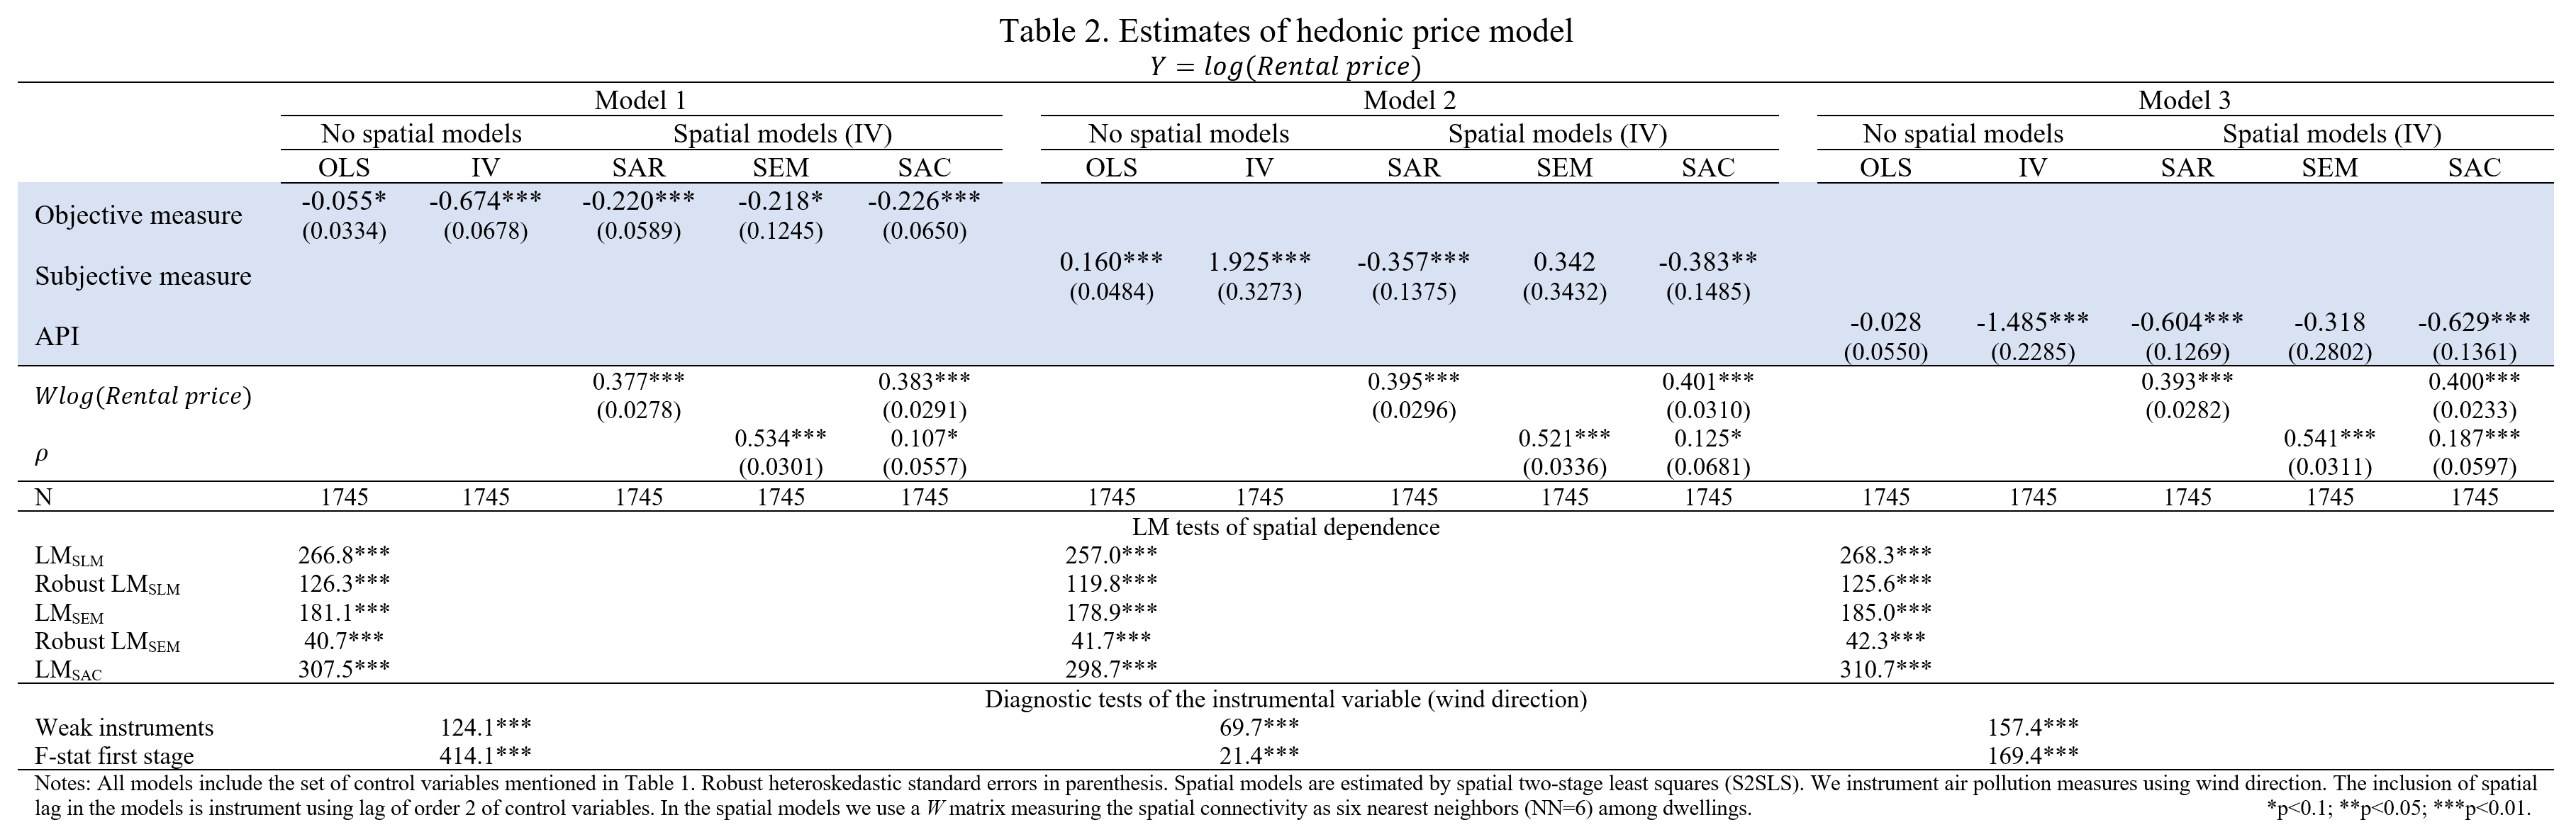 Table 2. Estimates of hedonic price model
Y = log(Rental price)
Model 1 Model 2 Model 3
No spatial models Spatial models (IV) No spatial models Spatial models (IV) No spatial models Spatial models (IV)
OLS IV SAR SEM SAC OLS IV SAR SEM SAC OLS IV SAR SEM SAC
Objective measure -0.055* -0.674*** -0.220*** -0.218* -0.226***
(0.0334) (0.0678) (0.0589) (0.1245) (0.0650)
Subjective measure 0.160*** 1.925*** -0.357*** 0.342 -0.383**
(0.0484) (0.3273) (0.1375) (0.3432) (0.1485)
API -0.028 -1.485*** -0.604*** -0.318 -0.629***
(0.0550) (0.2285) (0.1269) (0.2802) (0.1361)
Wlog(Rental price) 0.377*** 0.383*** 0.395*** 0.401*** 0.393*** 0.400***
(0.0278) (0.0291) (0.0296) (0.0310) (0.0282) (0.0233)
ρ 0.534*** 0.107* 0.521*** 0.125* 0.541*** 0.187***
(0.0301) (0.0557) (0.0336) (0.0681) (0.0311) (0.0597)
N 1745 1745 1745 1745 1745 1745 1745 1745 1745 1745 1745 1745 1745 1745 1745
LM tests of spatial dependence
LMSLM 266.8*** 257.0*** 268.3***
Robust LMSLM 126.3*** 119.8*** 125.6***
LMSEM 181.1*** 178.9*** 185.0***
Robust LMSEM 40.7*** 41.7*** 42.3***
LMSAC 307.5*** 298.7*** 310.7***
Diagnostic tests of the instrumental variable (wind direction)
Weak instruments 124.1*** 69.7*** 157.4***
F-stat first stage 414.1*** 21.4*** 169.4***
Notes: All models include the set of control variables mentioned in Table 1. Robust heteroskedastic standard errors in parenthesis. Spatial models are estimated by spatial two-stage least squares (S2SLS). We instrument air pollution measures using wind direction. The inclusion of spatial
lag in the models is instrument using lag of order 2 of control variables. In the spatial models we use a W matrix measuring the spatial connectivity as six nearest neighbors (NN=6) among dwellings. *p<0.1; **p<0.05; ***p<0.01.